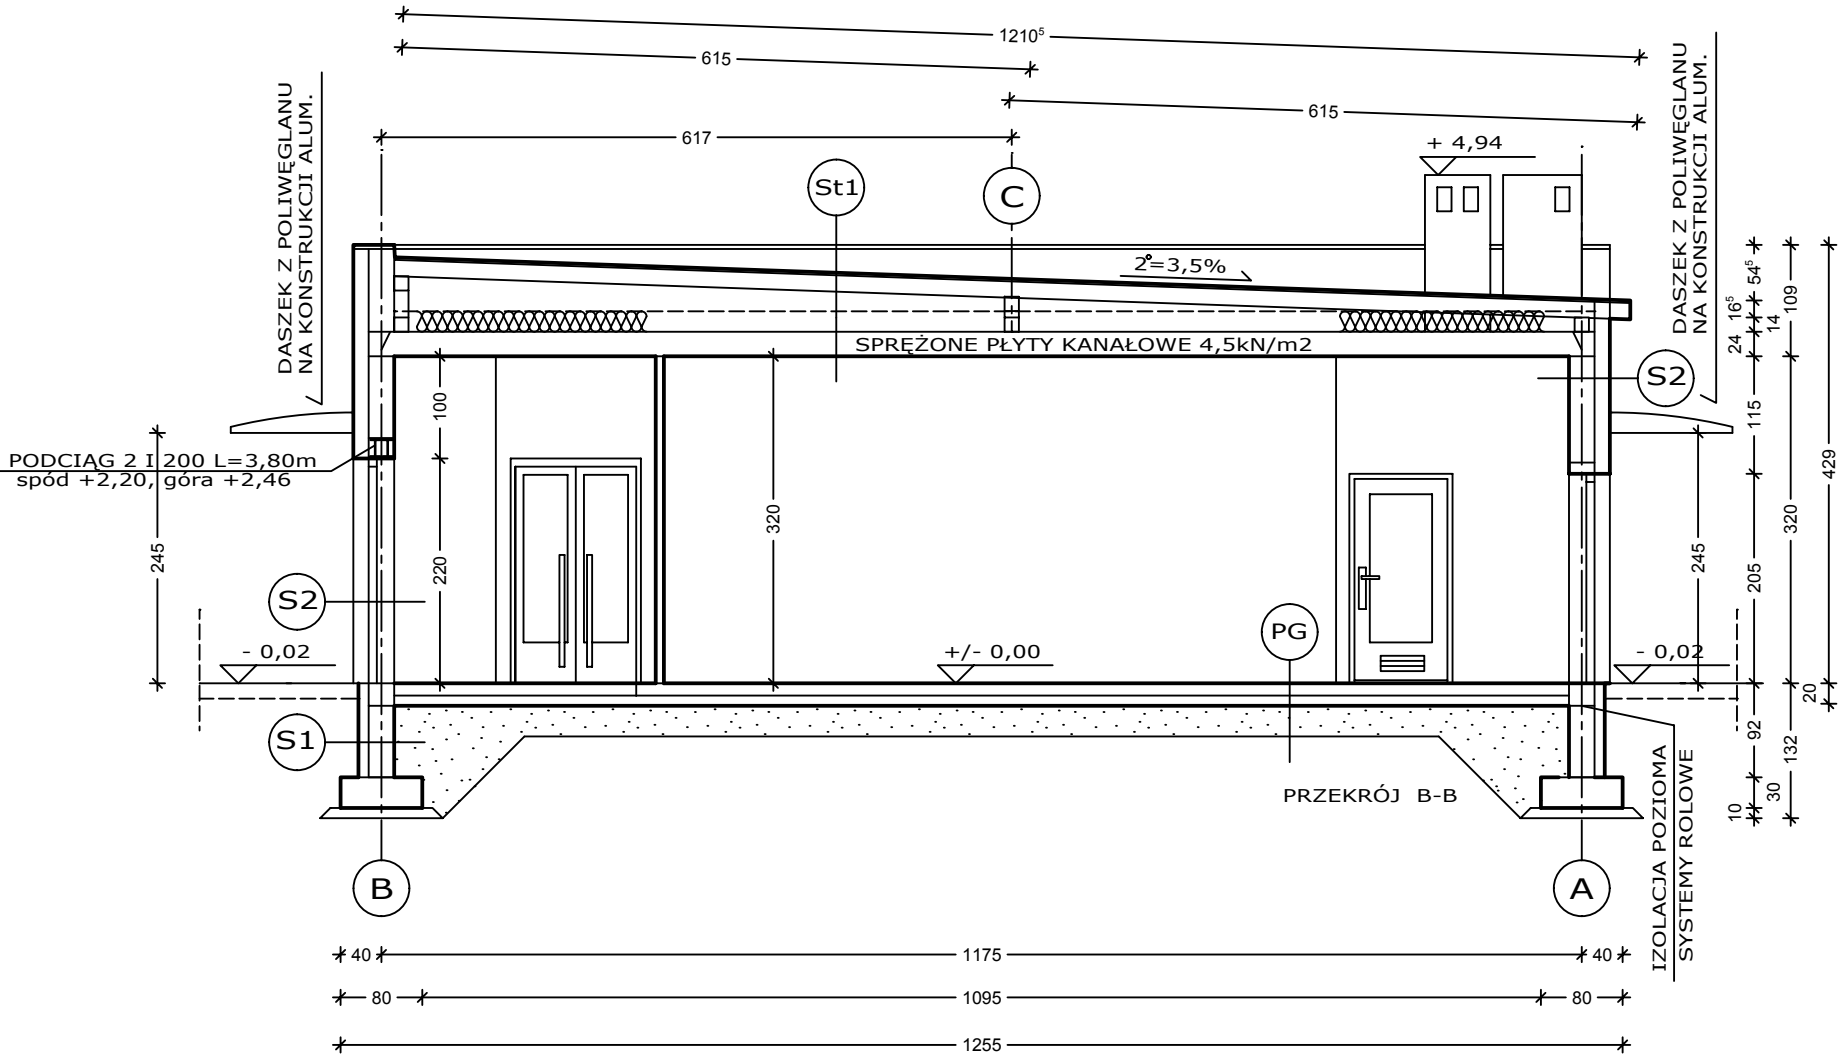 1210⁵
615
615
617
DASZEK Z POLIWĘGLANU
NA KONSTRUKCJI ALUM.
DASZEK Z POLIWĘGLANU
NA KONSTRUKCJI ALUM.
+ 4,94
St1
C
2°=3,5%
SPRĘŻONE PŁYTY KANAŁOWE 4,5kN/m2
S2
54⁵
16⁵
24
14
109
115
429
320
205
92
132
20
30
10
100
220
320
245
245
PODCIĄG 2 I 200 L=3,80m
spód +2,20, góra +2,46
S2
- 0,02
+/- 0,00
PG
- 0,02
S1
PRZEKRÓJ B-B
IZOLACJA POZIOMA
SYSTEMY ROLOWE
B
A
40
1175
40
80
1095
80
1255